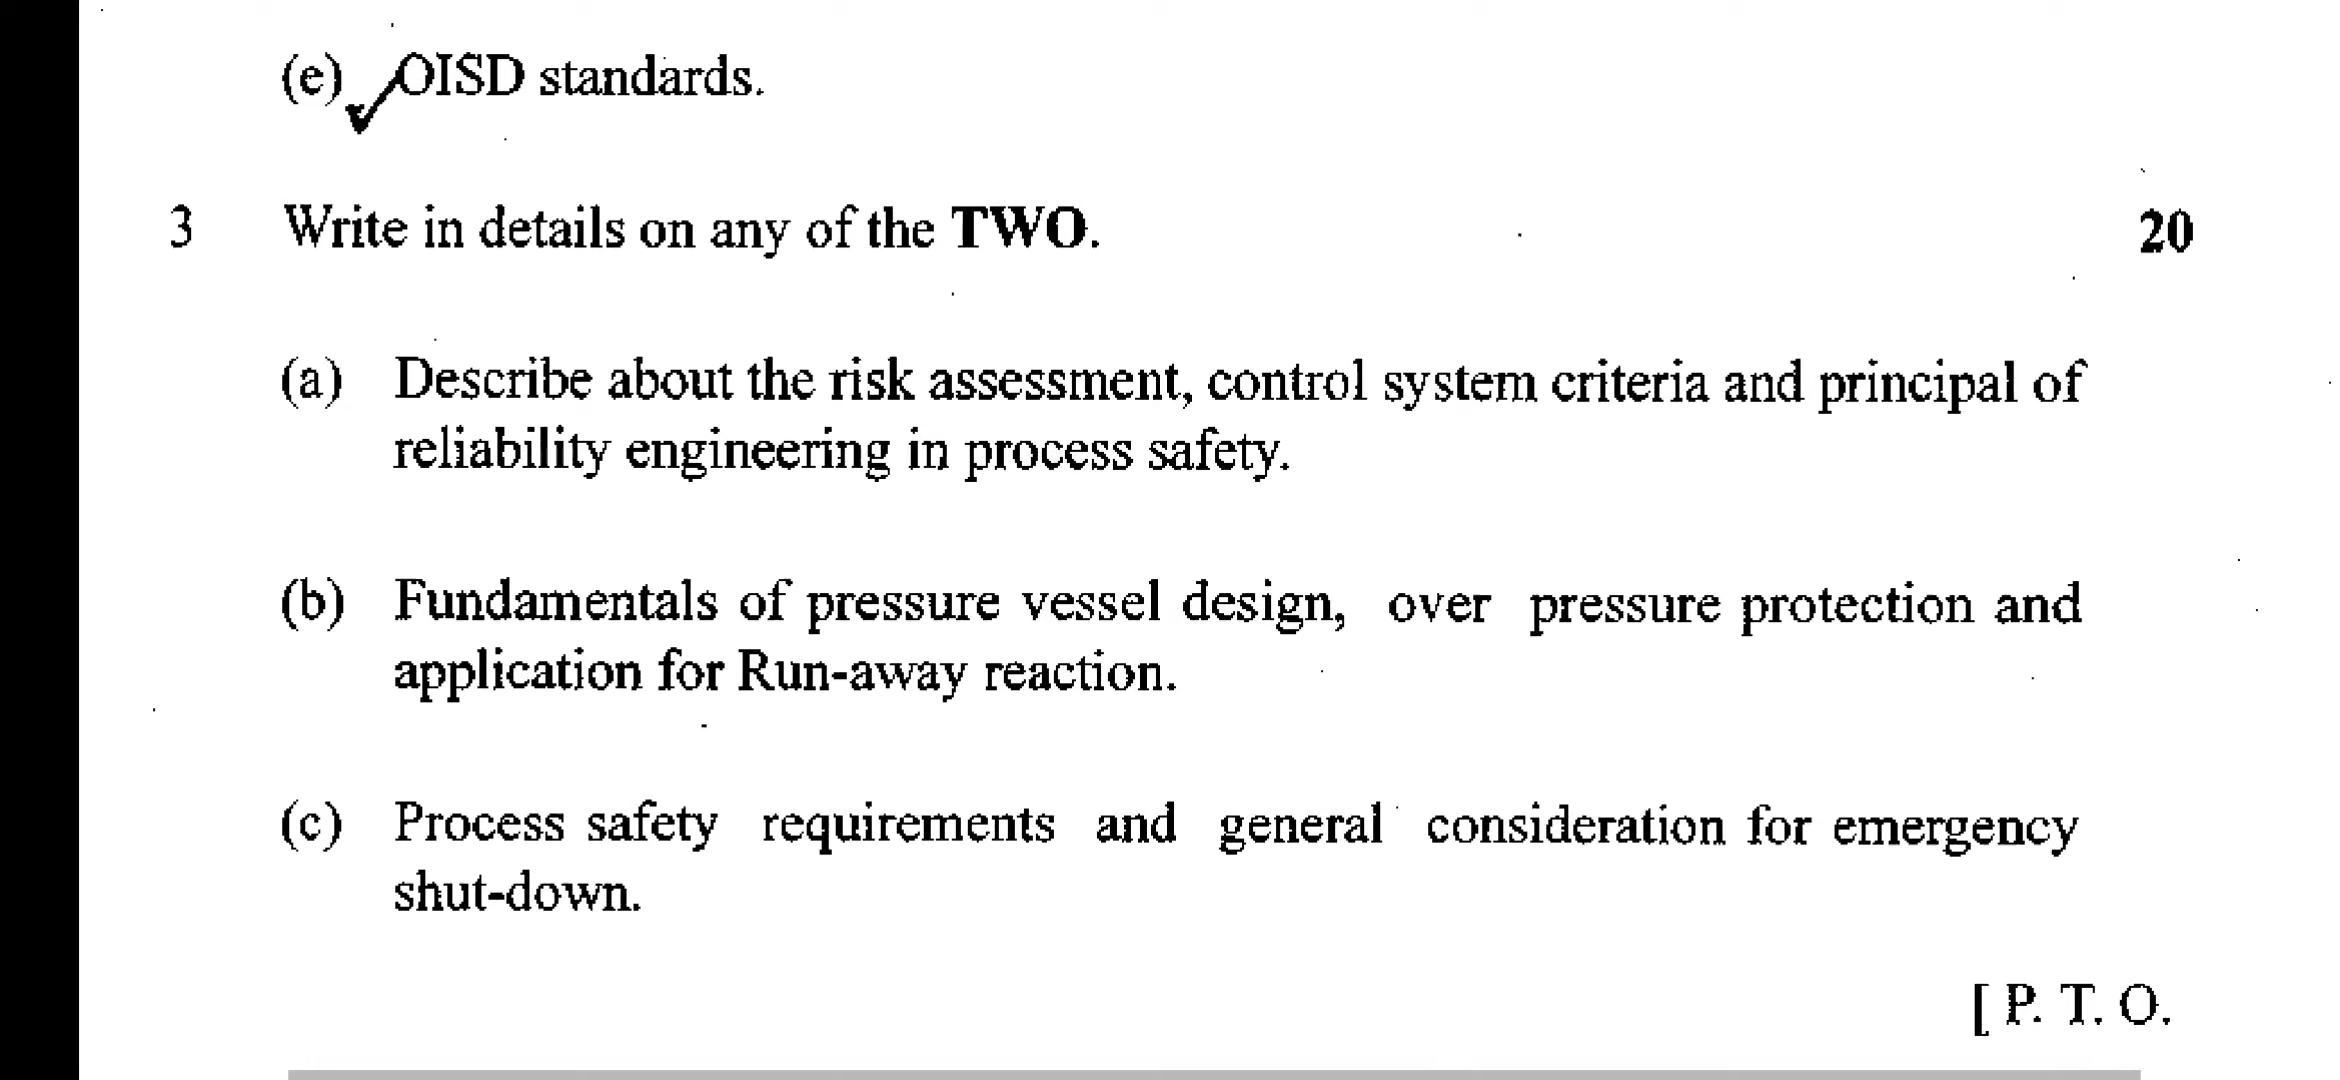 (e) OISD standards.
3 Write in details on any of the TWO. 20
(a) Describe about the risk assessment, control system criteria and principal of
reliability engineering in process safety.
(b) Fundamentals of pressure vessel design, over pressure protection and
application for Run-away reaction.
(c) Process safety requirements and general consideration for emergency
shut-down.
[ P. T. O.